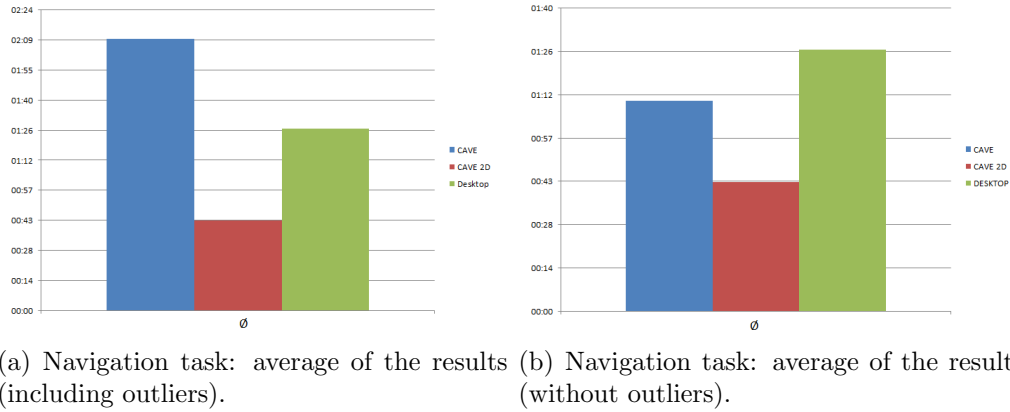 02:24
02:09
01:55
01:40
01:26
01:12
00:57
00:43
00:28
00:14
00:00
Ø
CAVE
CAVE 2D
Desktop
01:40
01:26
01:12
00:57
00:43
00:28
00:14
00:00
Ø
CAVE
CAVE 2D
DESKTOP
(a) Navigation task: average of the results
(including outliers).
(b) Navigation task: average of the result
(without outliers).